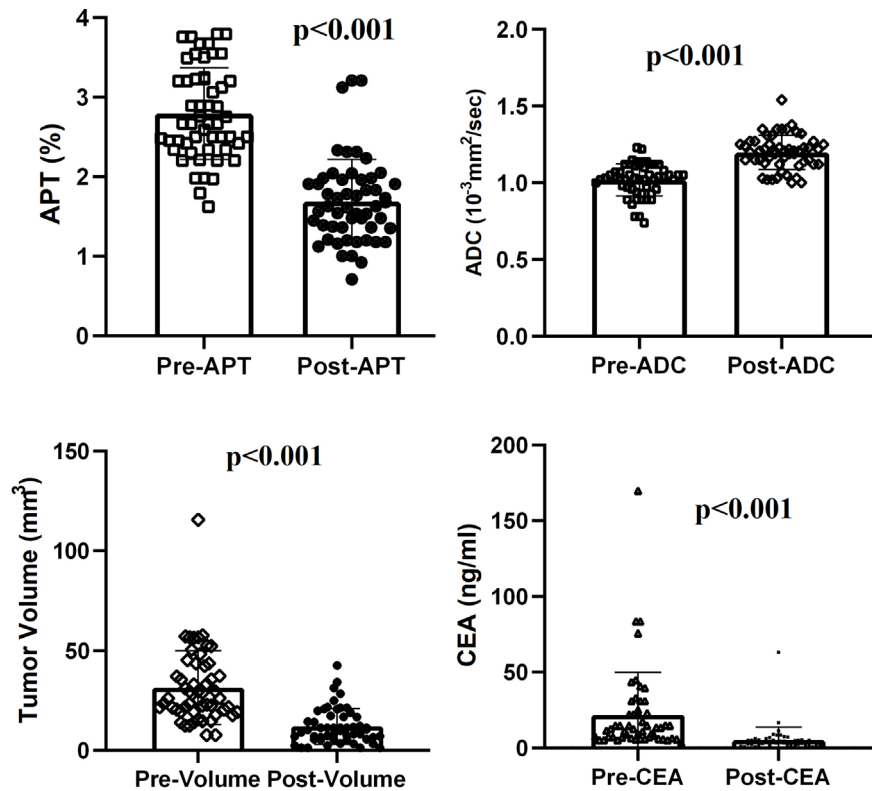 APT (%)
4
3
2
1
0
p<0.001
Pre-APT
Post-APT
ADC (10⁻³mm²/sec)
2.0
1.5
1.0
0.5
0.0
p<0.001
Pre-ADC
Post-ADC
Tumor Volume (mm³)
150
100
50
0
p<0.001
Pre-Volume
Post-Volume
CEA (ng/ml)
200
150
100
50
0
p<0.001
Pre-CEA
Post-CEA